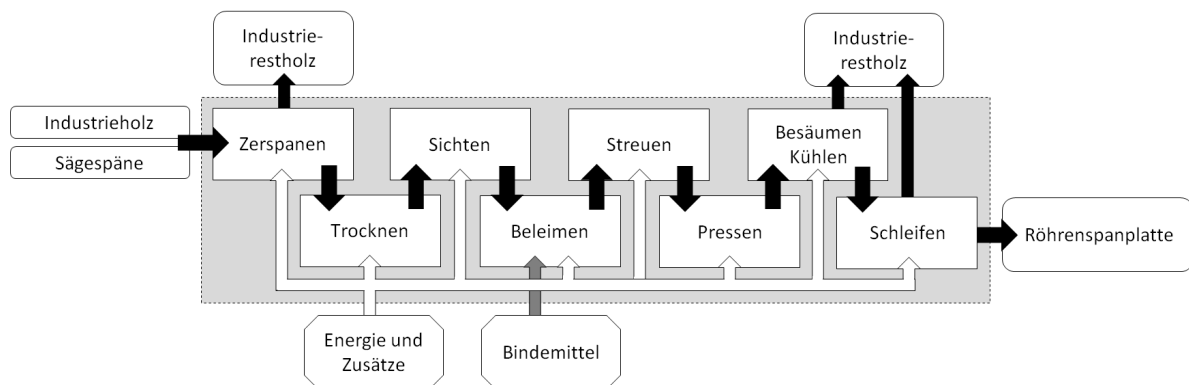 Industrie-
restholz
Industrie-
restholz
Industrieholz
Sägespäne
Zerspanen
Sichten
Streuen
Besäumen
Kühlen
Trocknen
Beleimen
Pressen
Schleifen
Röhrenspanplatte
Energie und
Zusätze
Bindemittel